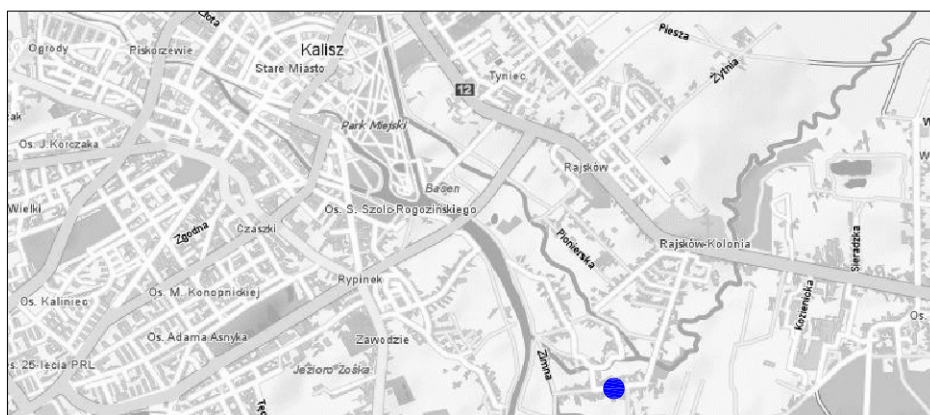 Złota
Ogrody
Piskorzewie
Kalisz
Stare Miasto
Piesza
Żytnia
Tyniec
12
Park Miejski
Os. J. Korczaka
Rajsków
Basen
Os. S. Szolc-Rogozińskiego
Wielki
Zgodna
Czaszki
Pionierska
Rajsków-Kolonia
Sieradzka
Rypinek
Os. M. Konopnickiej
Os. Kaliniec
Kozienicka
Os.
Os. Adama Asnyka
Zawodzie
Zimna
s. 25-lecia PRL
Jezioro Zośka